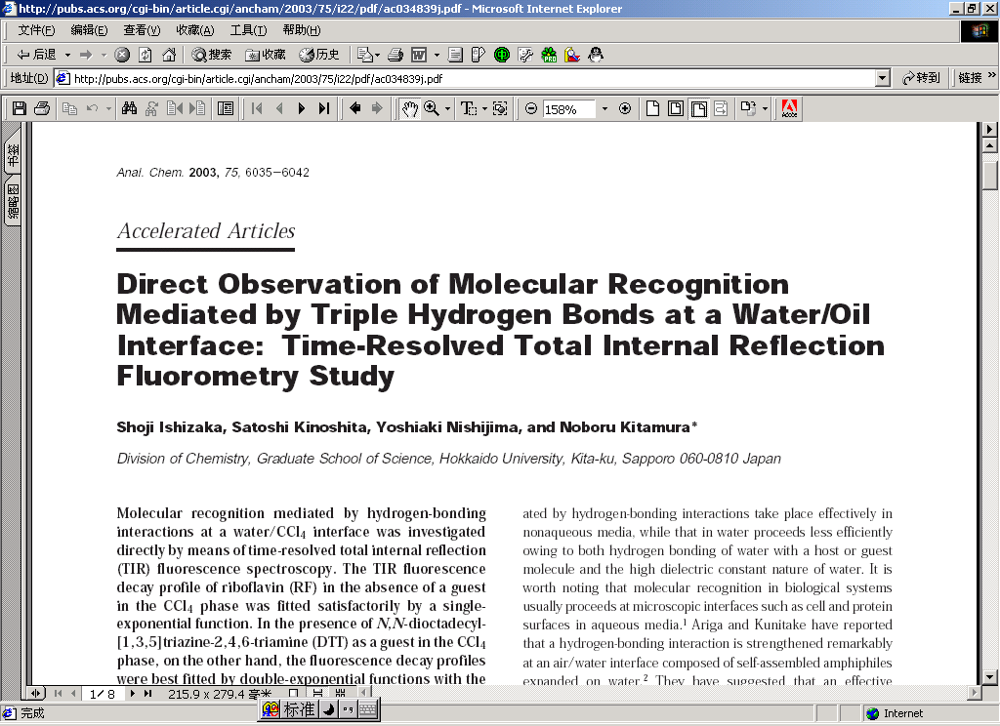 http://pubs.acs.org/cgi-bin/article.cgi/ancham/2003/75/i22/pdf/ac034839j.pdf - Microsoft Internet Explorer
文件(F) 编辑(E) 查看(V) 收藏(A) 工具(T) 帮助(H)
后退 搜索 收藏 历史
地址(D) http://pubs.acs.org/cgi-bin/article.cgi/ancham/2003/75/i22/pdf/ac034839j.pdf 转到 链接 »
158% Adobe
书签
缩略图
Anal. Chem. 2003, 75, 6035−6042
Accelerated Articles
Direct Observation of Molecular Recognition
Mediated by Triple Hydrogen Bonds at a Water/Oil
Interface: Time-Resolved Total Internal Reflection
Fluorometry Study
Shoji Ishizaka, Satoshi Kinoshita, Yoshiaki Nishijima, and Noboru Kitamura*
Division of Chemistry, Graduate School of Science, Hokkaido University, Kita-ku, Sapporo 060-0810 Japan
Molecular recognition mediated by hydrogen-bonding
interactions at a water/CCl4 interface was investigated
directly by means of time-resolved total internal reflection
(TIR) fluorescence spectroscopy. The TIR fluorescence
decay profile of riboflavin (RF) in the absence of a guest
in the CCl4 phase was fitted satisfactorily by a single-
exponential function. In the presence of N,N-dioctadecyl-
[1,3,5]triazine-2,4,6-triamine (DTT) as a guest in the CCl4
phase, on the other hand, the fluorescence decay profiles
were best fitted by double-exponential functions with the
ated by hydrogen-bonding interactions take place effectively in
nonaqueous media, while that in water proceeds less efficiently
owing to both hydrogen bonding of water with a host or guest
molecule and the high dielectric constant nature of water. It is
worth noting that molecular recognition in biological systems
usually proceeds at microscopic interfaces such as cell and protein
surfaces in aqueous media.1 Ariga and Kunitake have reported
that a hydrogen-bonding interaction is strengthened remarkably
at an air/water interface composed of self-assembled amphiphiles
expanded on water.2 They have suggested that an effective
1/ 8 215.9 x 279.4 毫米
标准
完成 Internet